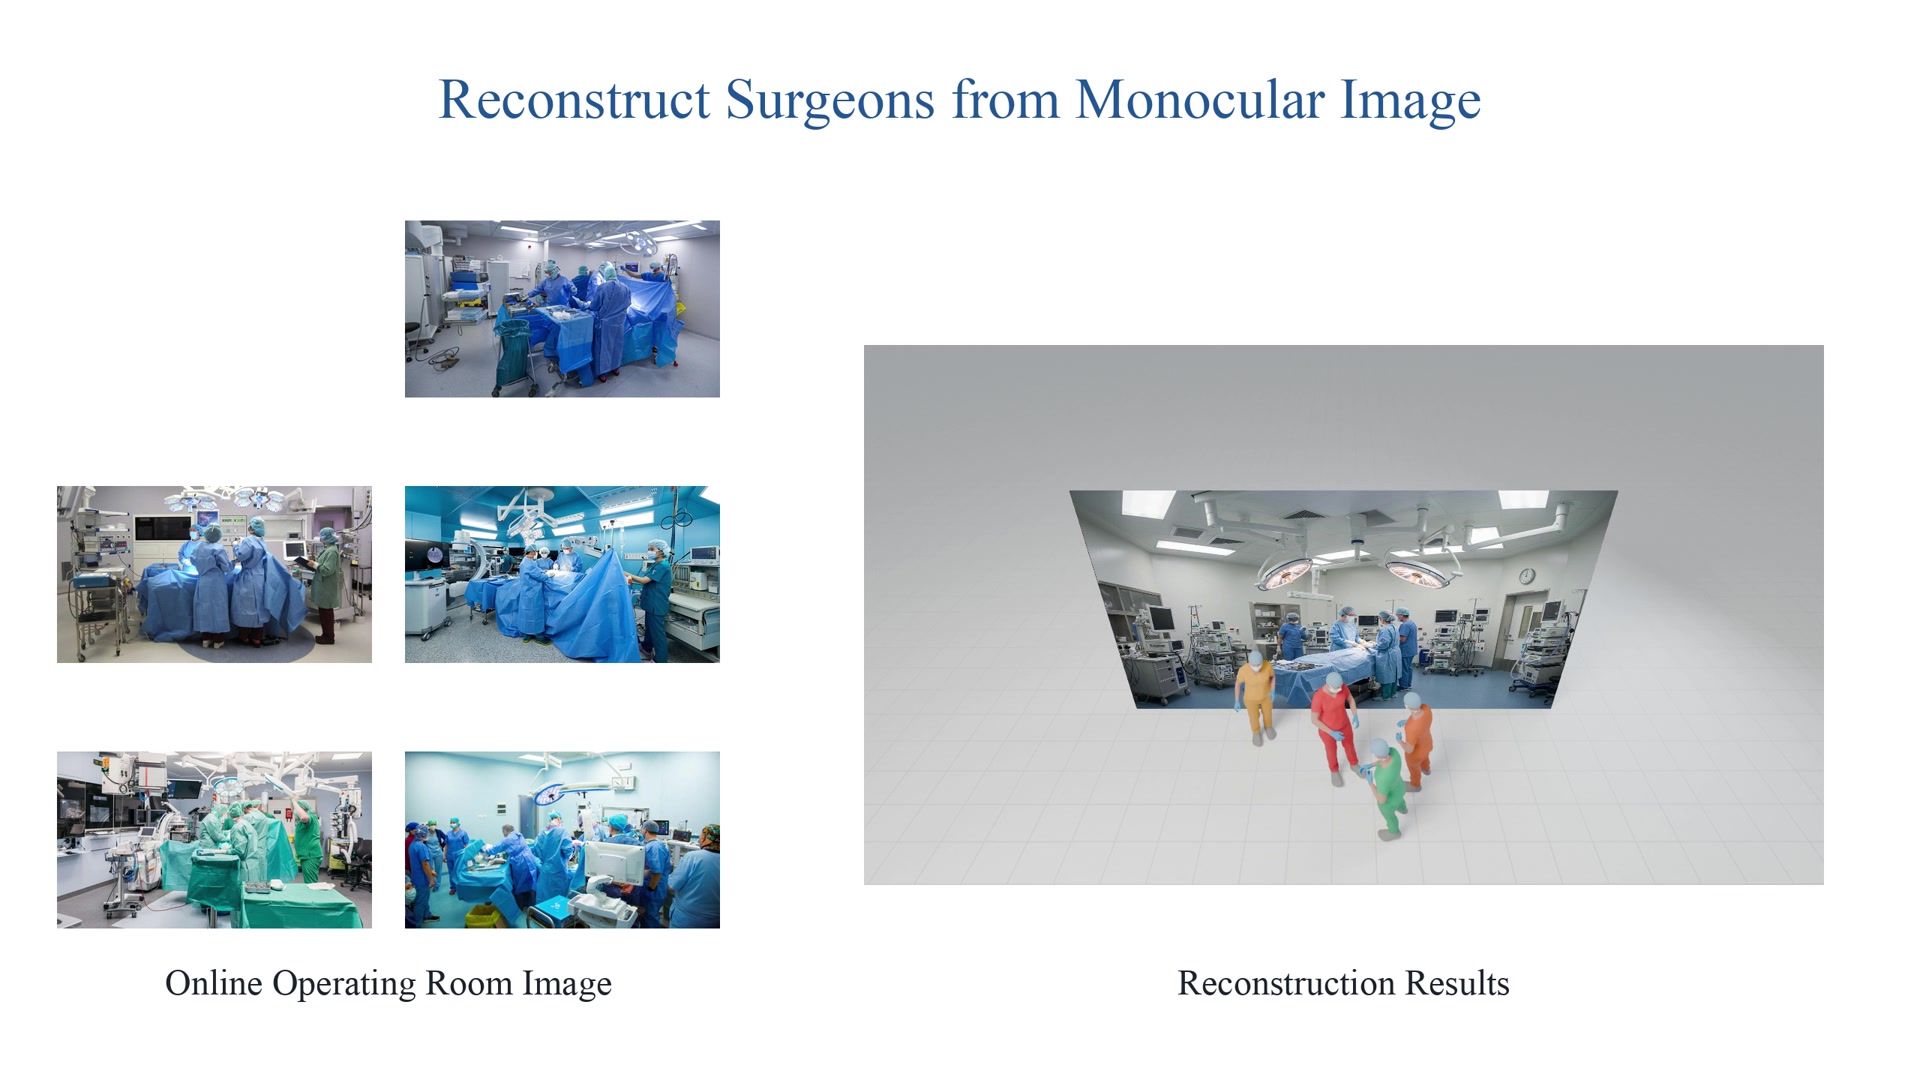 Reconstruct Surgeons from Monocular Image
Online Operating Room Image
Reconstruction Results